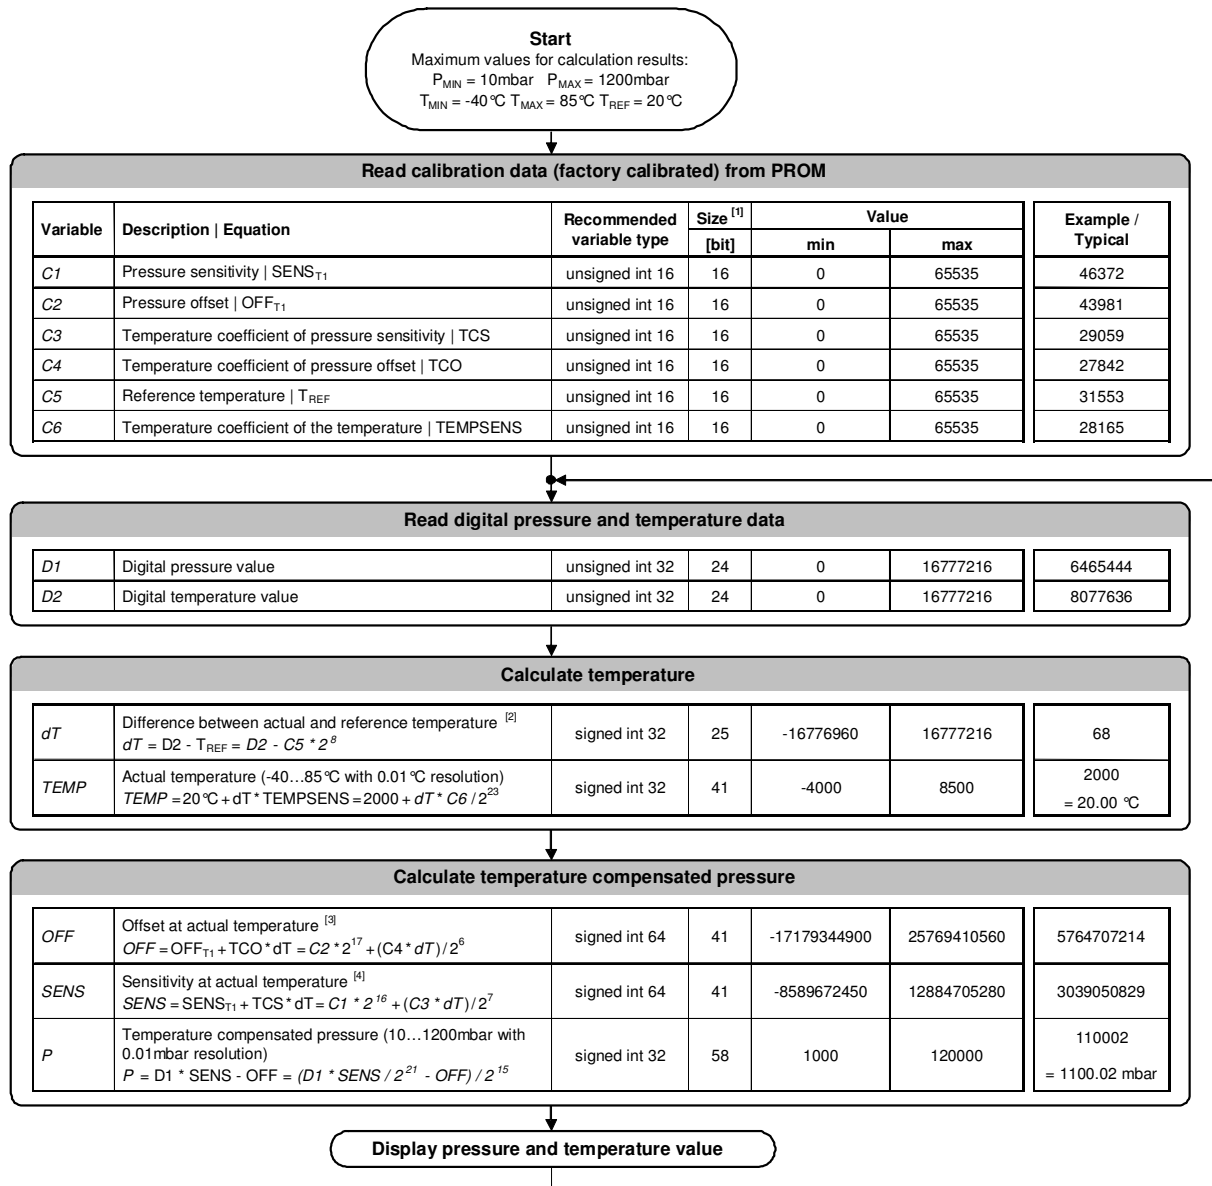 Start
Maximum values for calculation results:
PMIN = 10mbar PMAX = 1200mbar
TMIN = -40°C TMAX = 85°C TREF = 20°C
Read calibration data (factory calibrated) from PROM
Variable Description | Equation Recommended variable type Size [1] [bit] Value min max Example / Typical
C1 Pressure sensitivity | SENST1 unsigned int 16 16 0 65535 46372
C2 Pressure offset | OFFT1 unsigned int 16 16 0 65535 43981
C3 Temperature coefficient of pressure sensitivity | TCS unsigned int 16 16 0 65535 29059
C4 Temperature coefficient of pressure offset | TCO unsigned int 16 16 0 65535 27842
C5 Reference temperature | TREF unsigned int 16 16 0 65535 31553
C6 Temperature coefficient of the temperature | TEMPSENS unsigned int 16 16 0 65535 28165
Read digital pressure and temperature data
D1 Digital pressure value unsigned int 32 24 0 16777216 6465444
D2 Digital temperature value unsigned int 32 24 0 16777216 8077636
Calculate temperature
Difference between actual and reference temperature [2]
dT signed int 32 25 -16776960 16777216 68
dT = D2 - TREF = D2 - C5 * 2^8
Actual temperature (-40…85°C with 0.01°C resolution) 2000
TEMP signed int 32 41 -4000 8500
TEMP = 20°C + dT * TEMPSENS = 2000 + dT * C6 / 2^23 = 20.00 °C
Calculate temperature compensated pressure
Offset at actual temperature [3]
OFF signed int 64 41 -17179344900 25769410560 5764707214
OFF = OFFT1 + TCO * dT = C2 * 2^17 + (C4 * dT) / 2^6
Sensitivity at actual temperature [4]
SENS signed int 64 41 -8589672450 12884705280 3039050829
SENS = SENST1 + TCS * dT = C1 * 2^16 + (C3 * dT) / 2^7
Temperature compensated pressure (10…1200mbar with 110002
0.01mbar resolution)
P signed int 32 58 1000 120000
P = D1 * SENS - OFF = (D1 * SENS / 2^21 - OFF) / 2^15 = 1100.02 mbar
Display pressure and temperature value